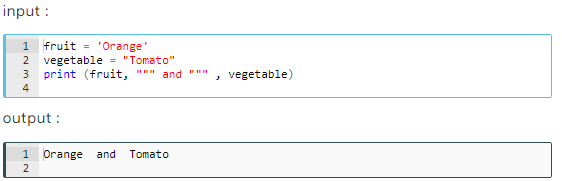 input :
1 fruit = 'Orange'
2 vegetable = "Tomato"
3 print (fruit, """ and """ , vegetable)
4
output :
1 Orange  and  Tomato
2